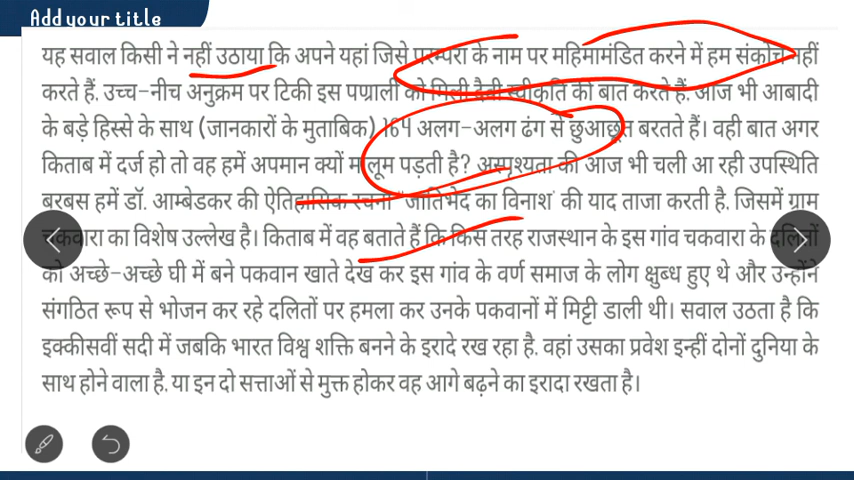 Add your title
यह सवाल किसी ने नहीं उठाया कि अपने यहां जिसे परम्परा के नाम पर महिमामंडित करने में हम संकोच नहीं
करते हैं. उच्च-नीच अनुक्रम पर टिकी इस पण्राली को मिली दैवी स्वीकृति की बात करते हैं. आज भी आबादी
के बड़े हिस्से के साथ (जानकारों के मुताबिक) 164 अलग-अलग ढंग से छुआछूत बरतते हैं। वही बात अगर
किताब में दर्ज हो तो वह हमें अपमान क्यों मालूम पड़ती है? अस्पृश्यता की आज भी चली आ रही उपस्थिति
बरबस हमें डॉ. आम्बेडकर की ऐतिहासिक रचना "जातिभेद का विनाश' की याद ताजा करती है. जिसमें ग्राम
चकवारा का विशेष उल्लेख है। किताब में वह बताते हैं कि किस तरह राजस्थान के इस गांव चकवारा के दलितों
को अच्छे-अच्छे घी में बने पकवान खाते देख कर इस गांव के वर्ण समाज के लोग क्षुब्ध हुए थे और उन्होंने
संगठित रूप से भोजन कर रहे दलितों पर हमला कर उनके पकवानों में मिट्टी डाली थी। सवाल उठता है कि
इक्कीसवीं सदी में जबकि भारत विश्व शक्ति बनने के इरादे रख रहा है. वहां उसका प्रवेश इन्हीं दोनों दुनिया के
साथ होने वाला है. या इन दो सत्ताओं से मुक्त होकर वह आगे बढ़ने का इरादा रखता है।